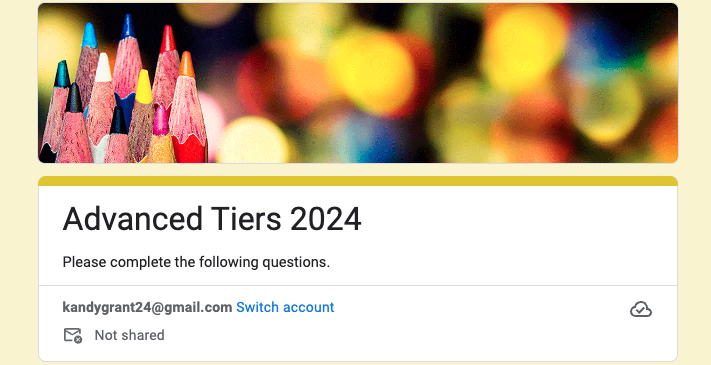 Advanced Tiers 2024
Please complete the following questions.
kandygrant24@gmail.com Switch account
Not shared